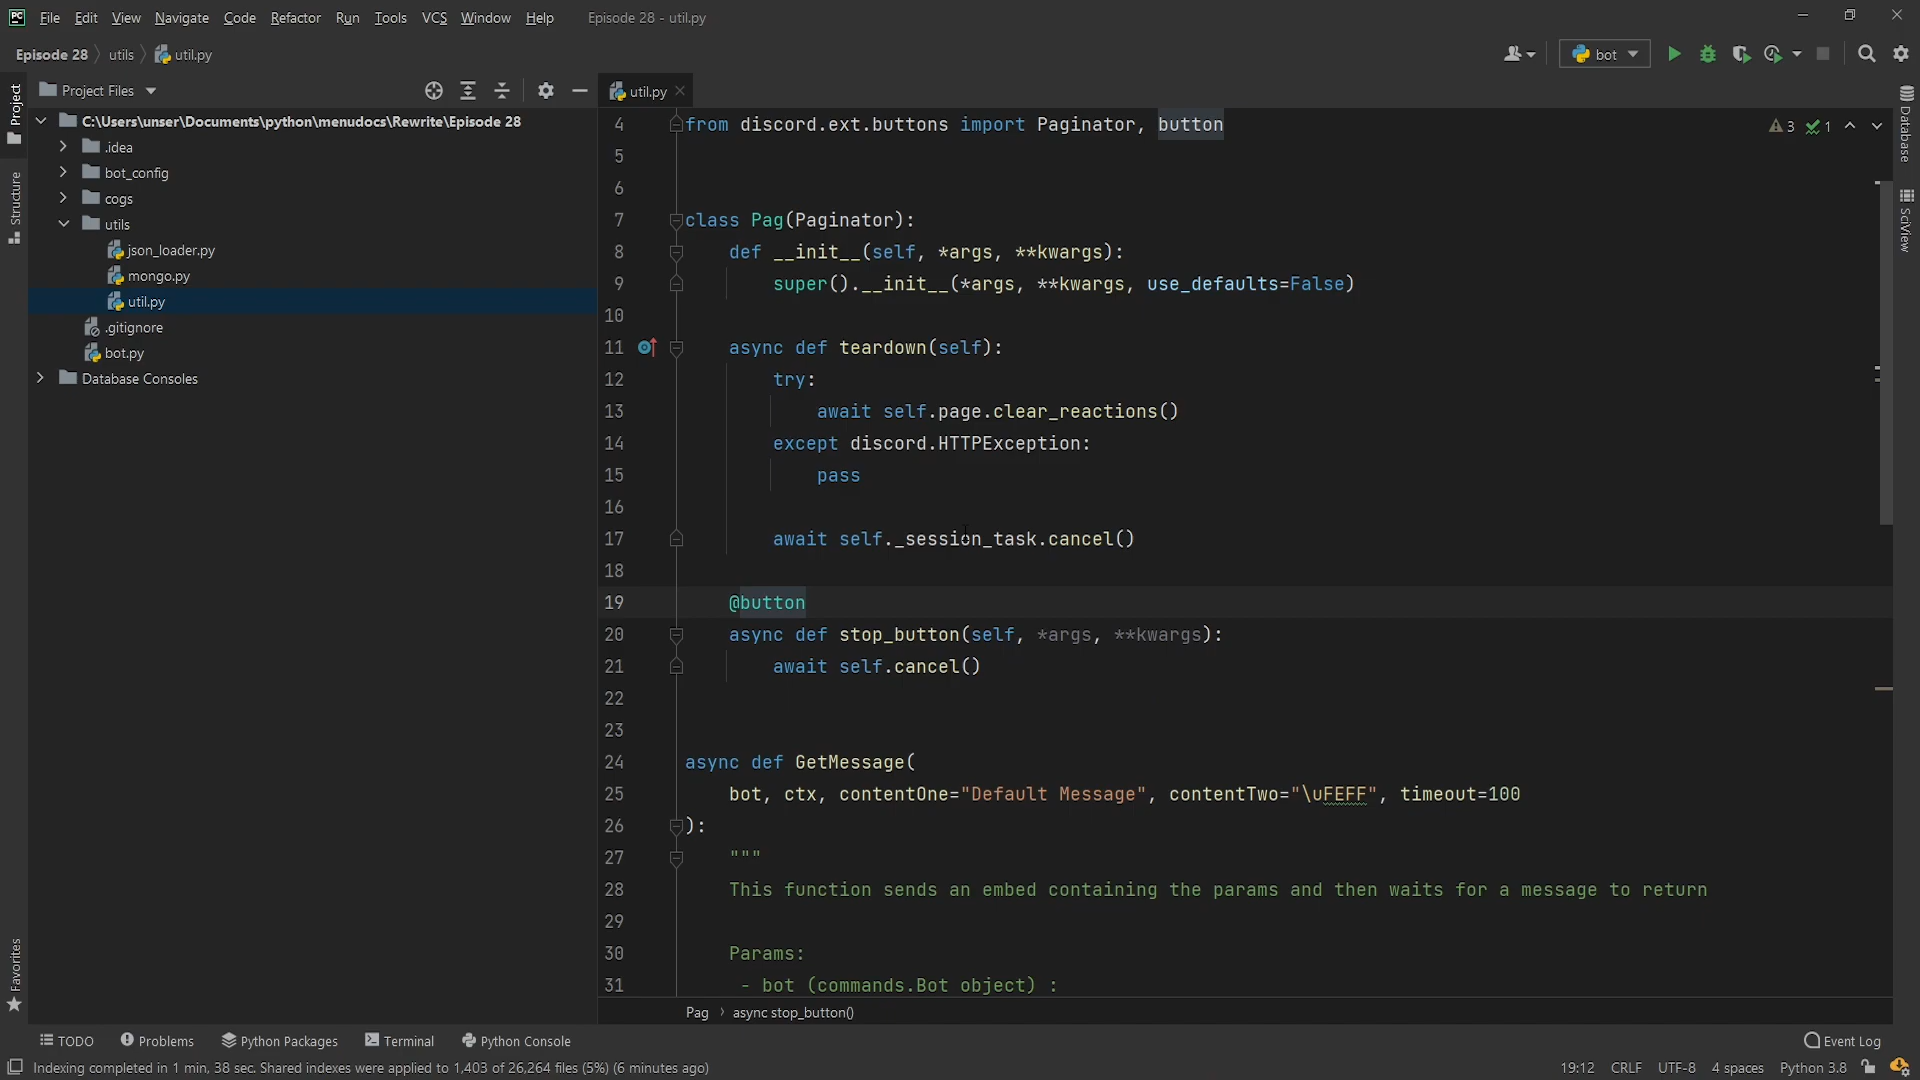 PC File Edit View Navigate Code Refactor Run Tools VCS Window Help Episode 28 - util.py
Episode 28 utils util.py bot
Project Files util.py
C:\Users\unser\Documents\python\menudocs\Rewrite\Episode 28
.idea
bot_config
cogs
utils
json_loader.py
mongo.py
util.py
.gitignore
bot.py
Database Consoles
Project
Structure
Favorites
4 from discord.ext.buttons import Paginator, button
5
6
7 class Pag(Paginator):
8 def __init__(self, *args, **kwargs):
9 super().__init__(*args, **kwargs, use_defaults=False)
10
11 async def teardown(self):
12 try:
13 await self.page.clear_reactions()
14 except discord.HTTPException:
15 pass
16
17 await self._session_task.cancel()
18
19 @button
20 async def stop_button(self, *args, **kwargs):
21 await self.cancel()
22
23
24 async def GetMessage(
25 bot, ctx, contentOne="Default Message", contentTwo="\uFEFF", timeout=100
26 ):
27 """
28 This function sends an embed containing the params and then waits for a message to return
29
30 Params:
31 - bot (commands.Bot object) :
3 1
Database
SciView
Pag async stop_button()
TODO Problems Python Packages Terminal Python Console Event Log
Indexing completed in 1 min, 38 sec. Shared indexes were applied to 1,403 of 26,264 files (5%) (6 minutes ago) 19:12 CRLF UTF-8 4 spaces Python 3.8